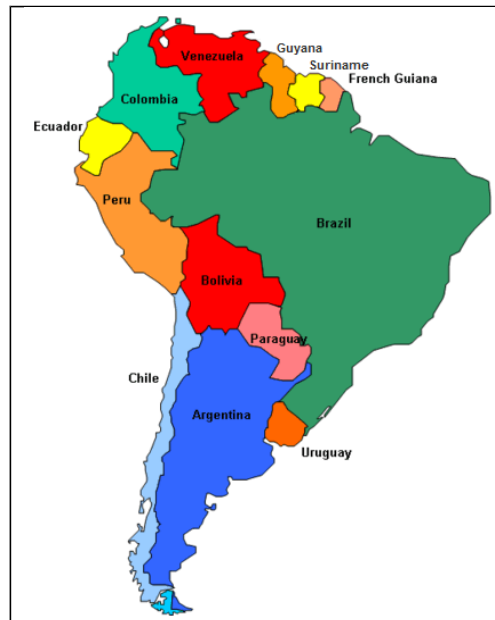 Guyana
Venezuela
Suriname
French Guiana
Colombia
Ecuador
Peru
Brazil
Bolivia
Paraguay
Chile
Argentina
Uruguay